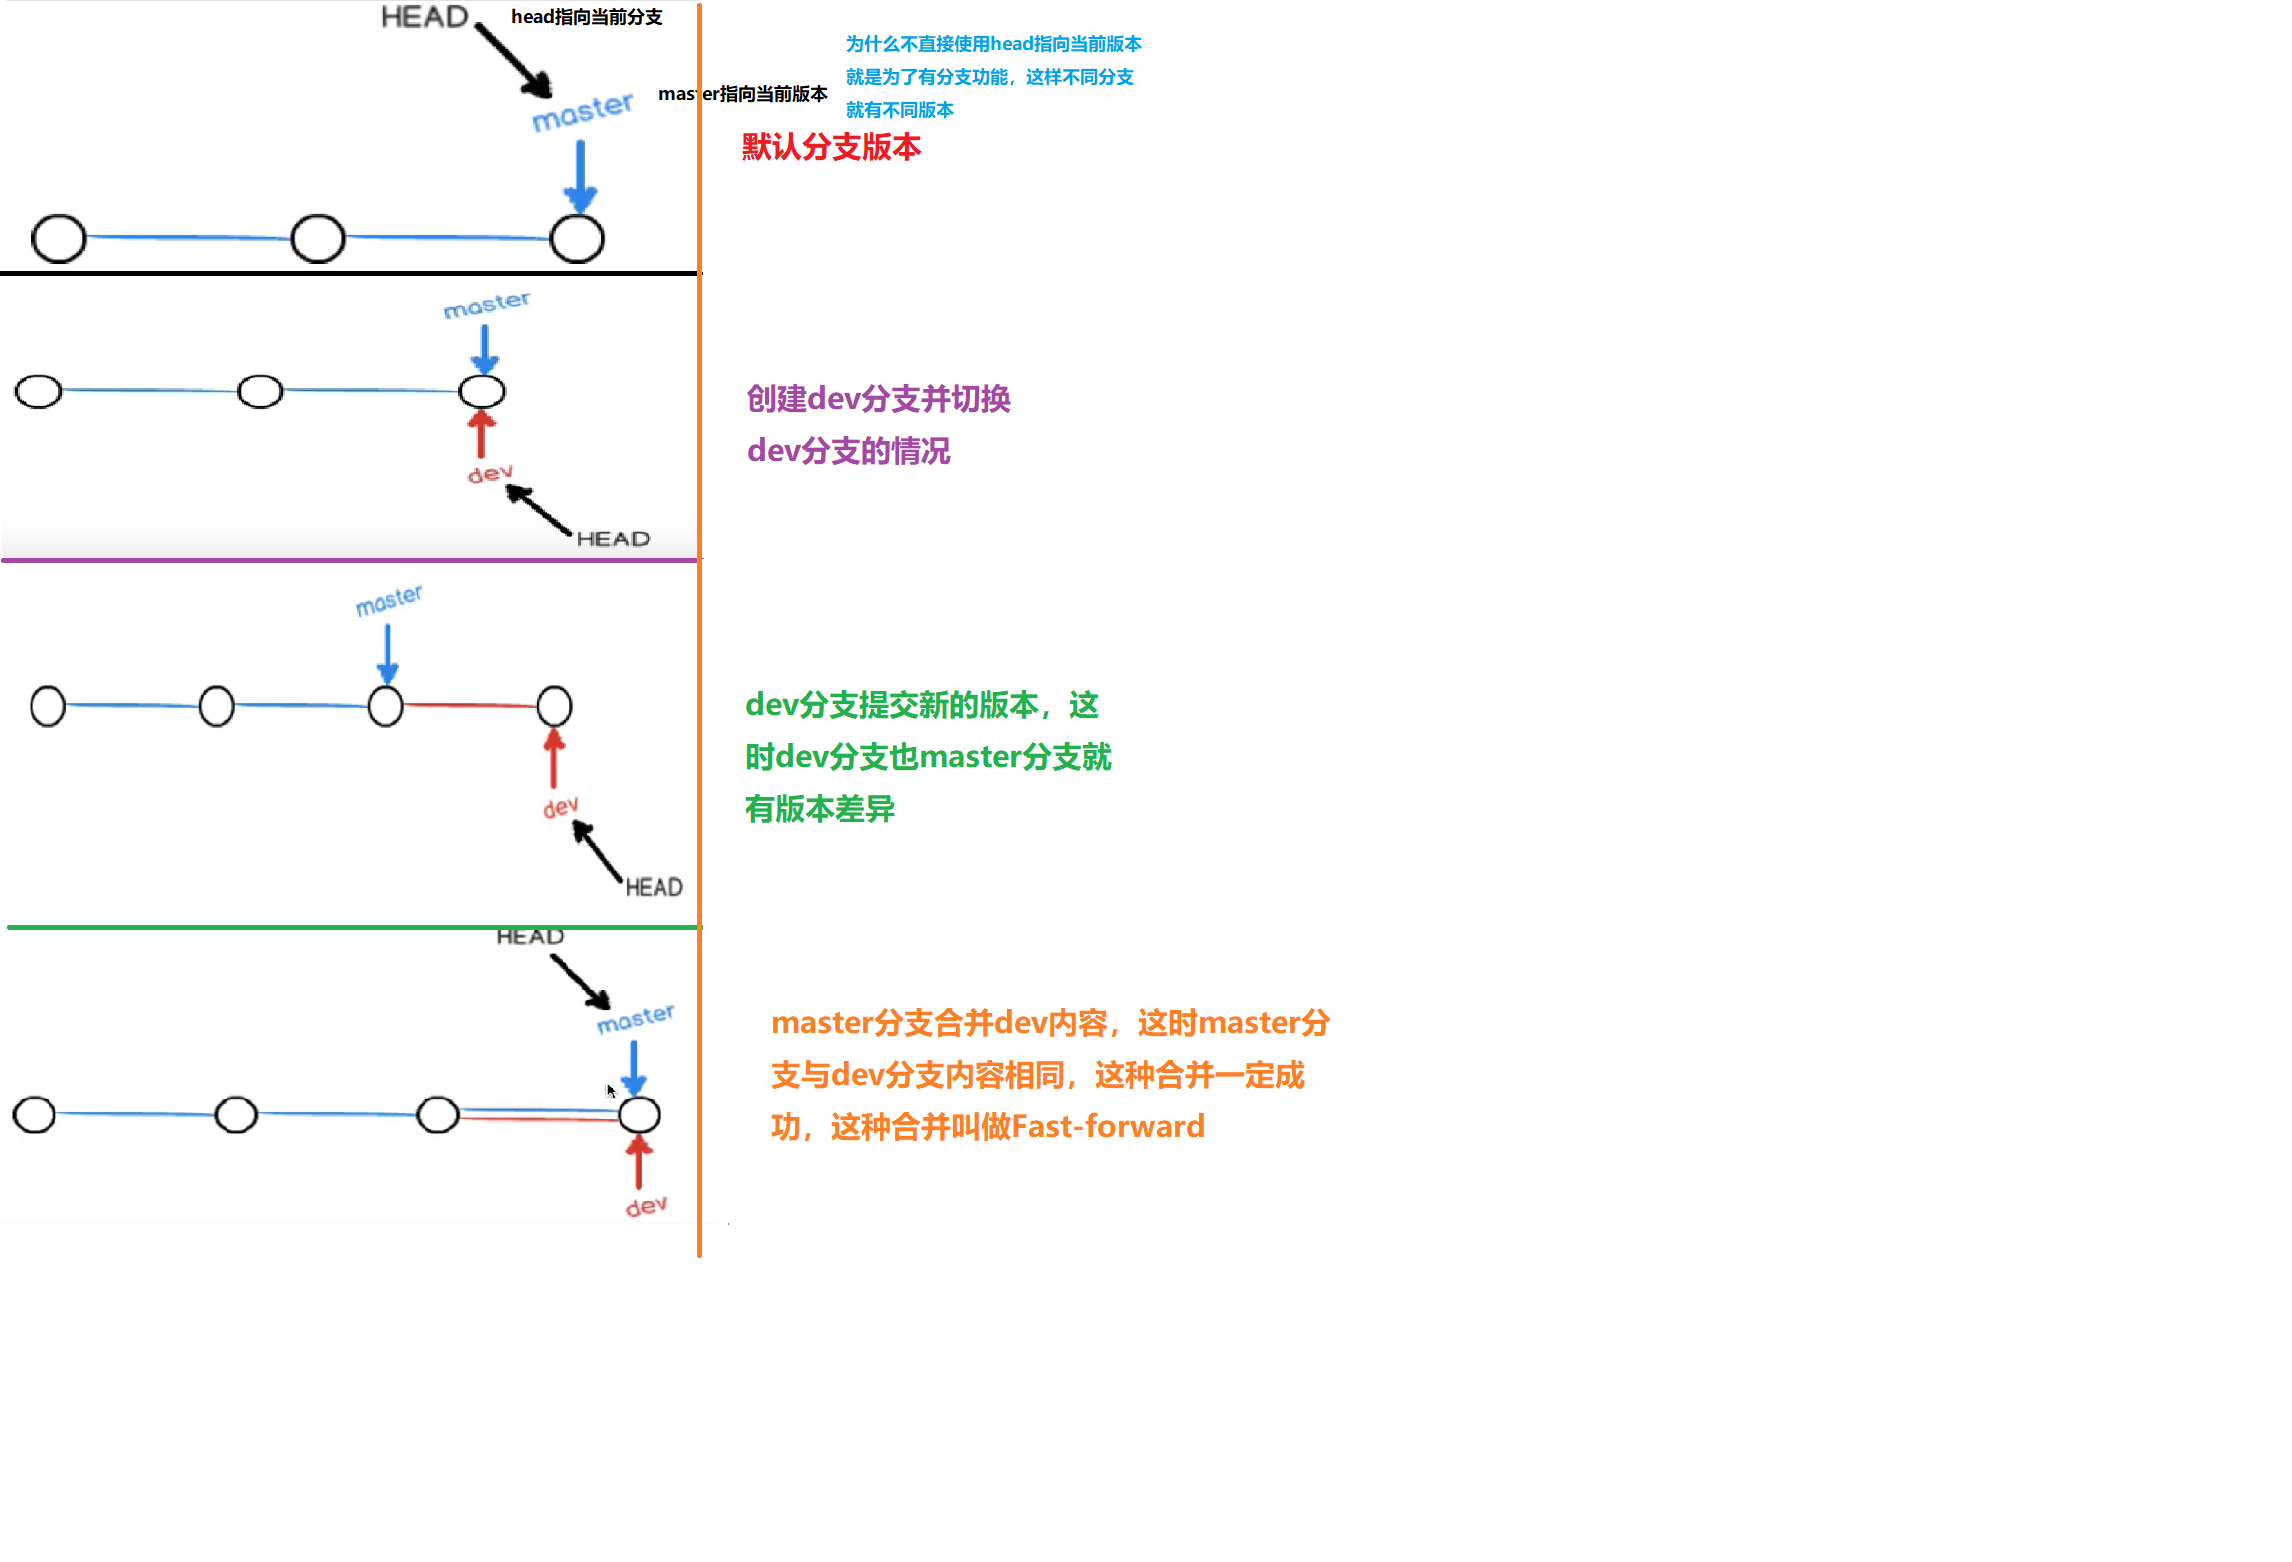 HEAD
head指向当前分支
为什么不直接使用head指向当前版本
就是为了有分支功能，这样不同分支
就有不同版本
master指向当前版本
master
默认分支版本
master
创建dev分支并切换
dev分支的情况
dev
HEAD
master
dev分支提交新的版本，这
时dev分支也master分支就
有版本差异
dev
HEAD
HEAD
master
master分支合并dev内容，这时master分
支与dev分支内容相同，这种合并一定成
功，这种合并叫做Fast-forward
dev